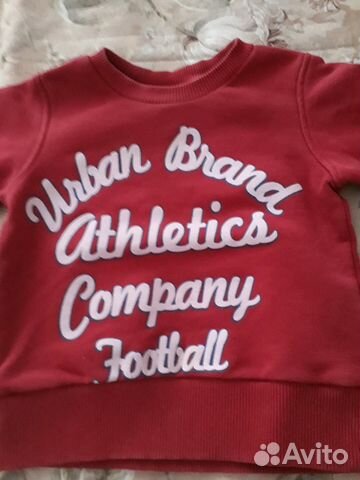 Urban Brand
Athletics
Company
Football
Avito